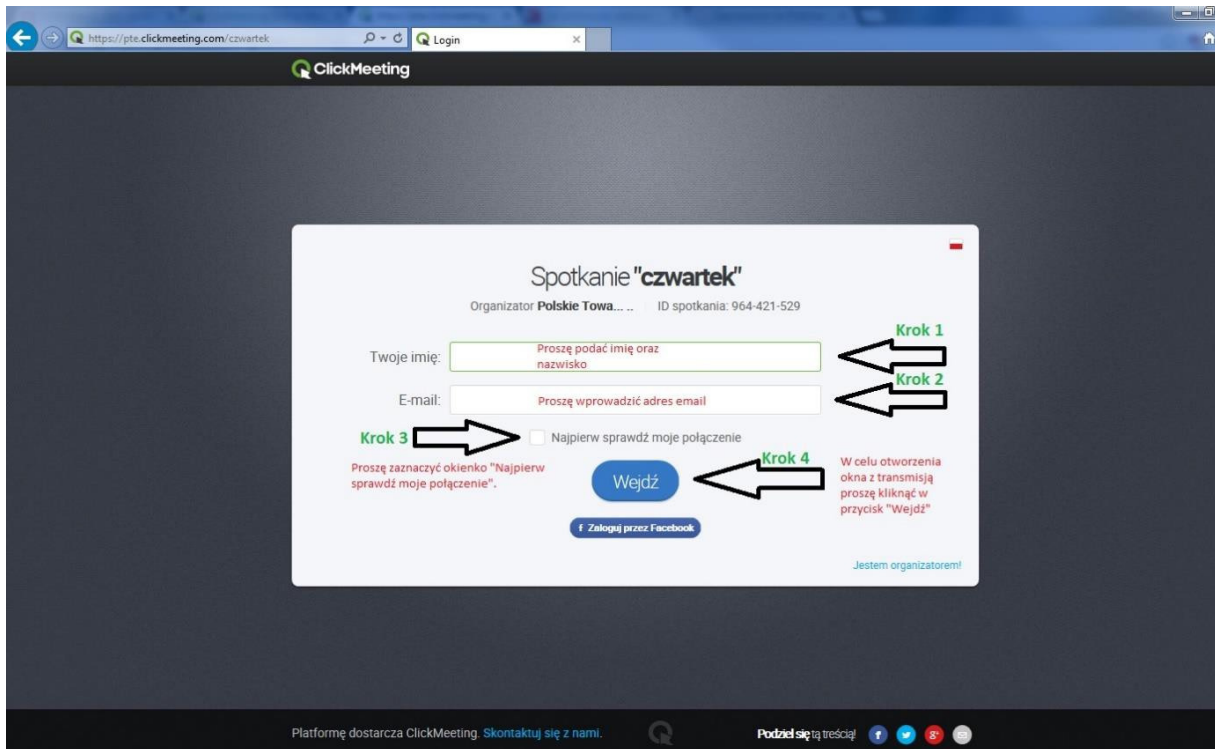 https://pte.clickmeeting.com/czwartek
Login
ClickMeeting
Spotkanie "czwartek"
Organizator Polskie Towa... .. ID spotkania: 964-421-529
Krok 1
Twoje imię:
Proszę podać imię oraz
nazwisko
Krok 2
E-mail:
Proszę wprowadzić adres email
Krok 3
Najpierw sprawdź moje połączenie
Proszę zaznaczyć okienko "Najpierw
sprawdź moje połączenie".
Krok 4
Wejdź
W celu otworzenia
okna z transmisją
proszę kliknąć w
przycisk "Wejdź"
f Zaloguj przez Facebook
Jestem organizatorem!
Platformę dostarcza ClickMeeting. Skontaktuj się z nami.
Podziel się tą treścią!